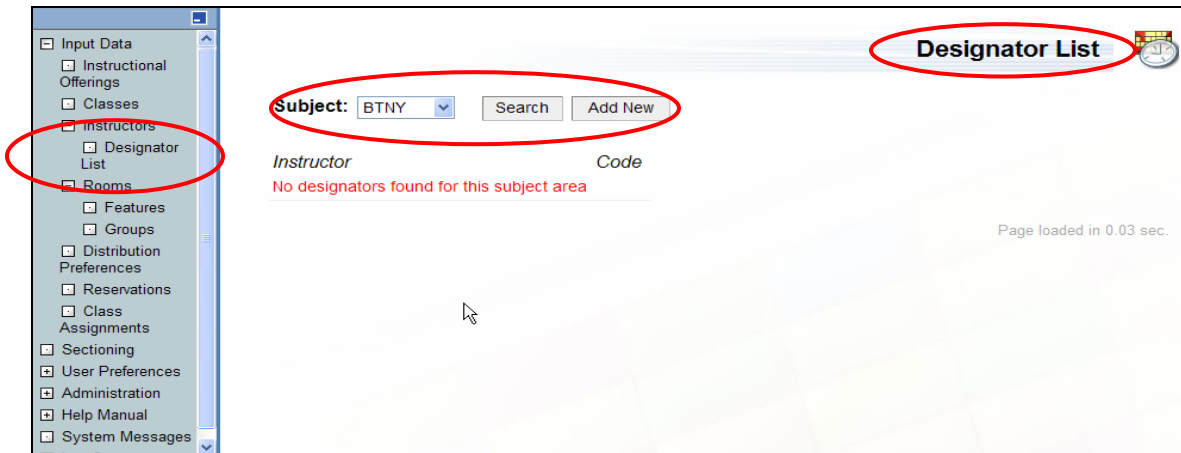 Input Data
Instructional
Offerings
Classes
Instructors
Designator
List
Rooms
Features
Groups
Distribution
Preferences
Reservations
Class
Assignments
Sectioning
User Preferences
Administration
Help Manual
System Messages
Designator List
Subject: BTNY Search Add New
Instructor Code
No designators found for this subject area
Page loaded in 0.03 sec.